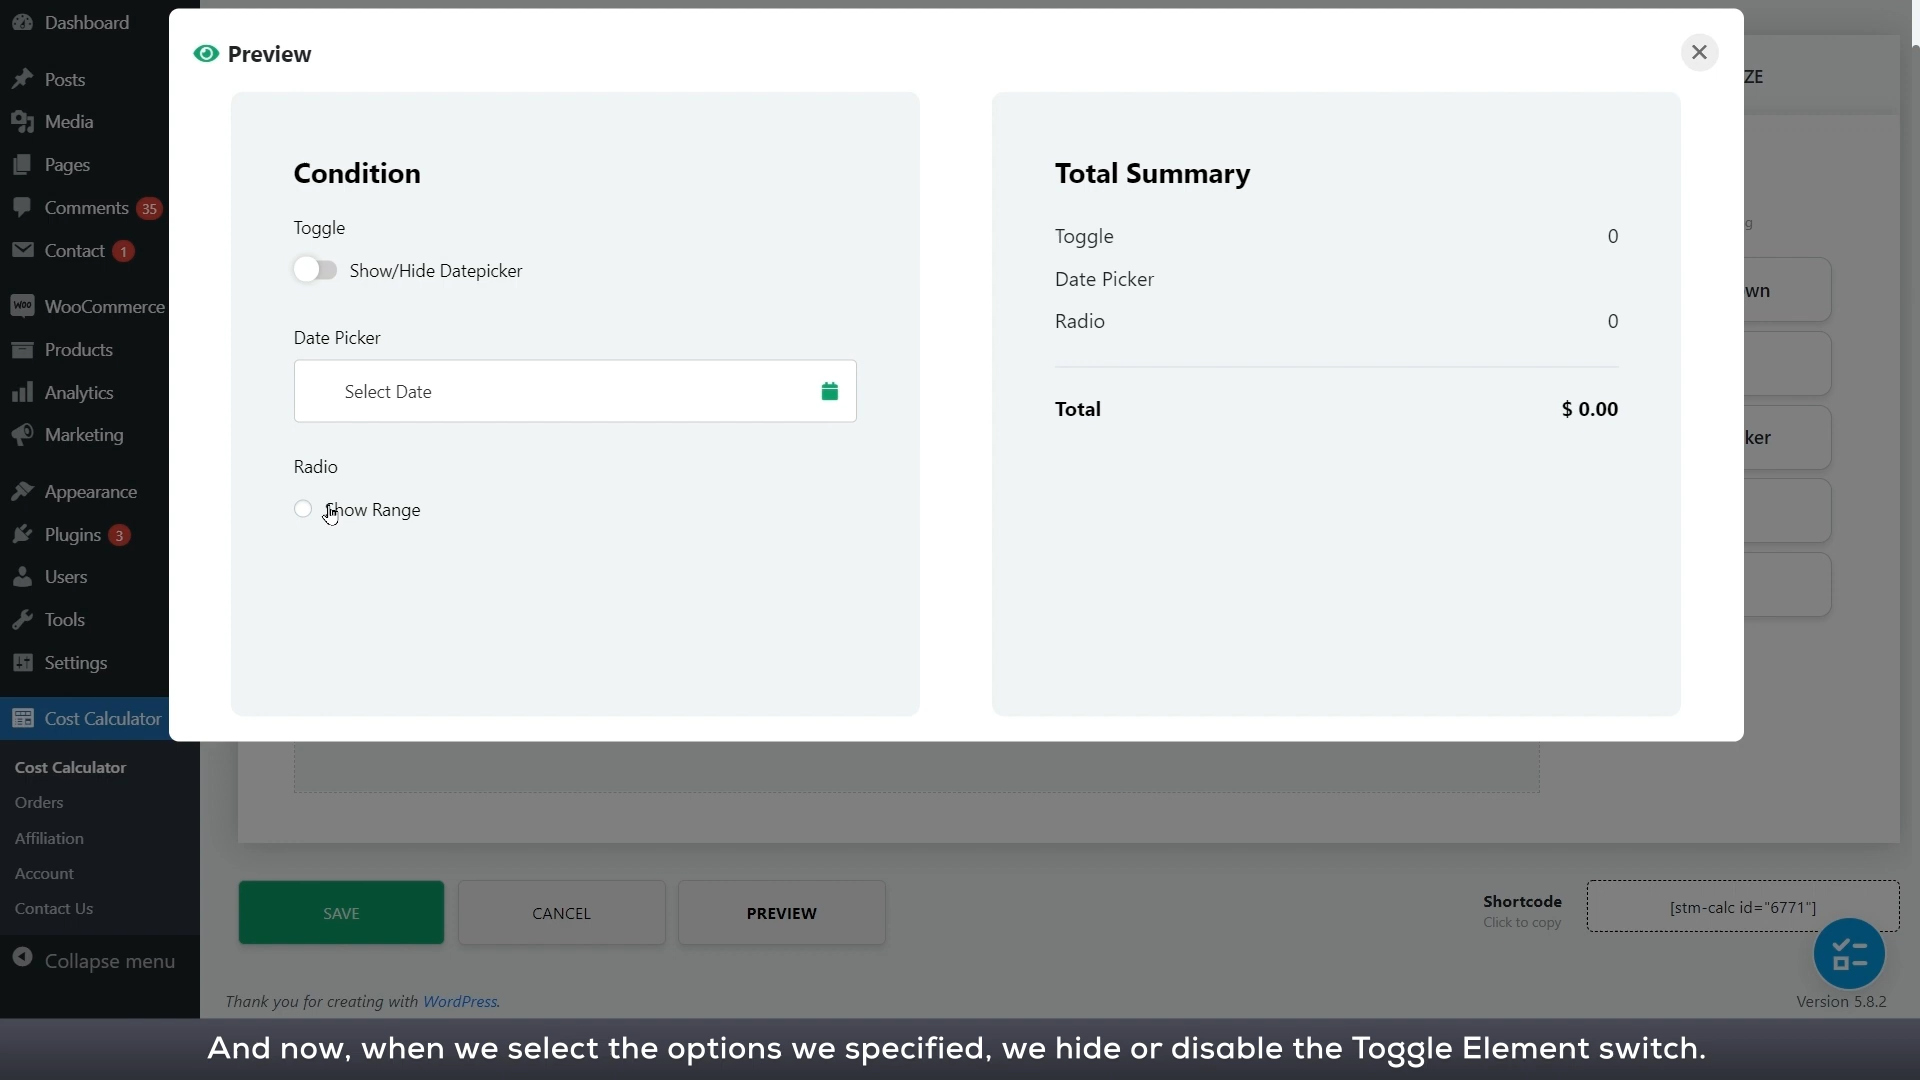 Dashboard
Posts
Media
Pages
Comments 35
Contact 1
WooCommerce
Products
Analytics
Marketing
Appearance
Plugins 3
Users
Tools
Settings
Cost Calculator
Cost Calculator
Orders
Affiliation
Account
Contact Us
Collapse menu
Preview
Condition
Toggle
Show/Hide Datepicker
Date Picker
Select Date
Radio
Show Range
Total Summary
Toggle 0
Date Picker
Radio 0
Total $ 0.00
ZE
g
wn
ker
SAVE
CANCEL
PREVIEW
Shortcode
Click to copy
[stm-calc id="6771"]
Thank you for creating with WordPress.
Version 5.8.2
And now, when we select the options we specified, we hide or disable the Toggle Element switch.